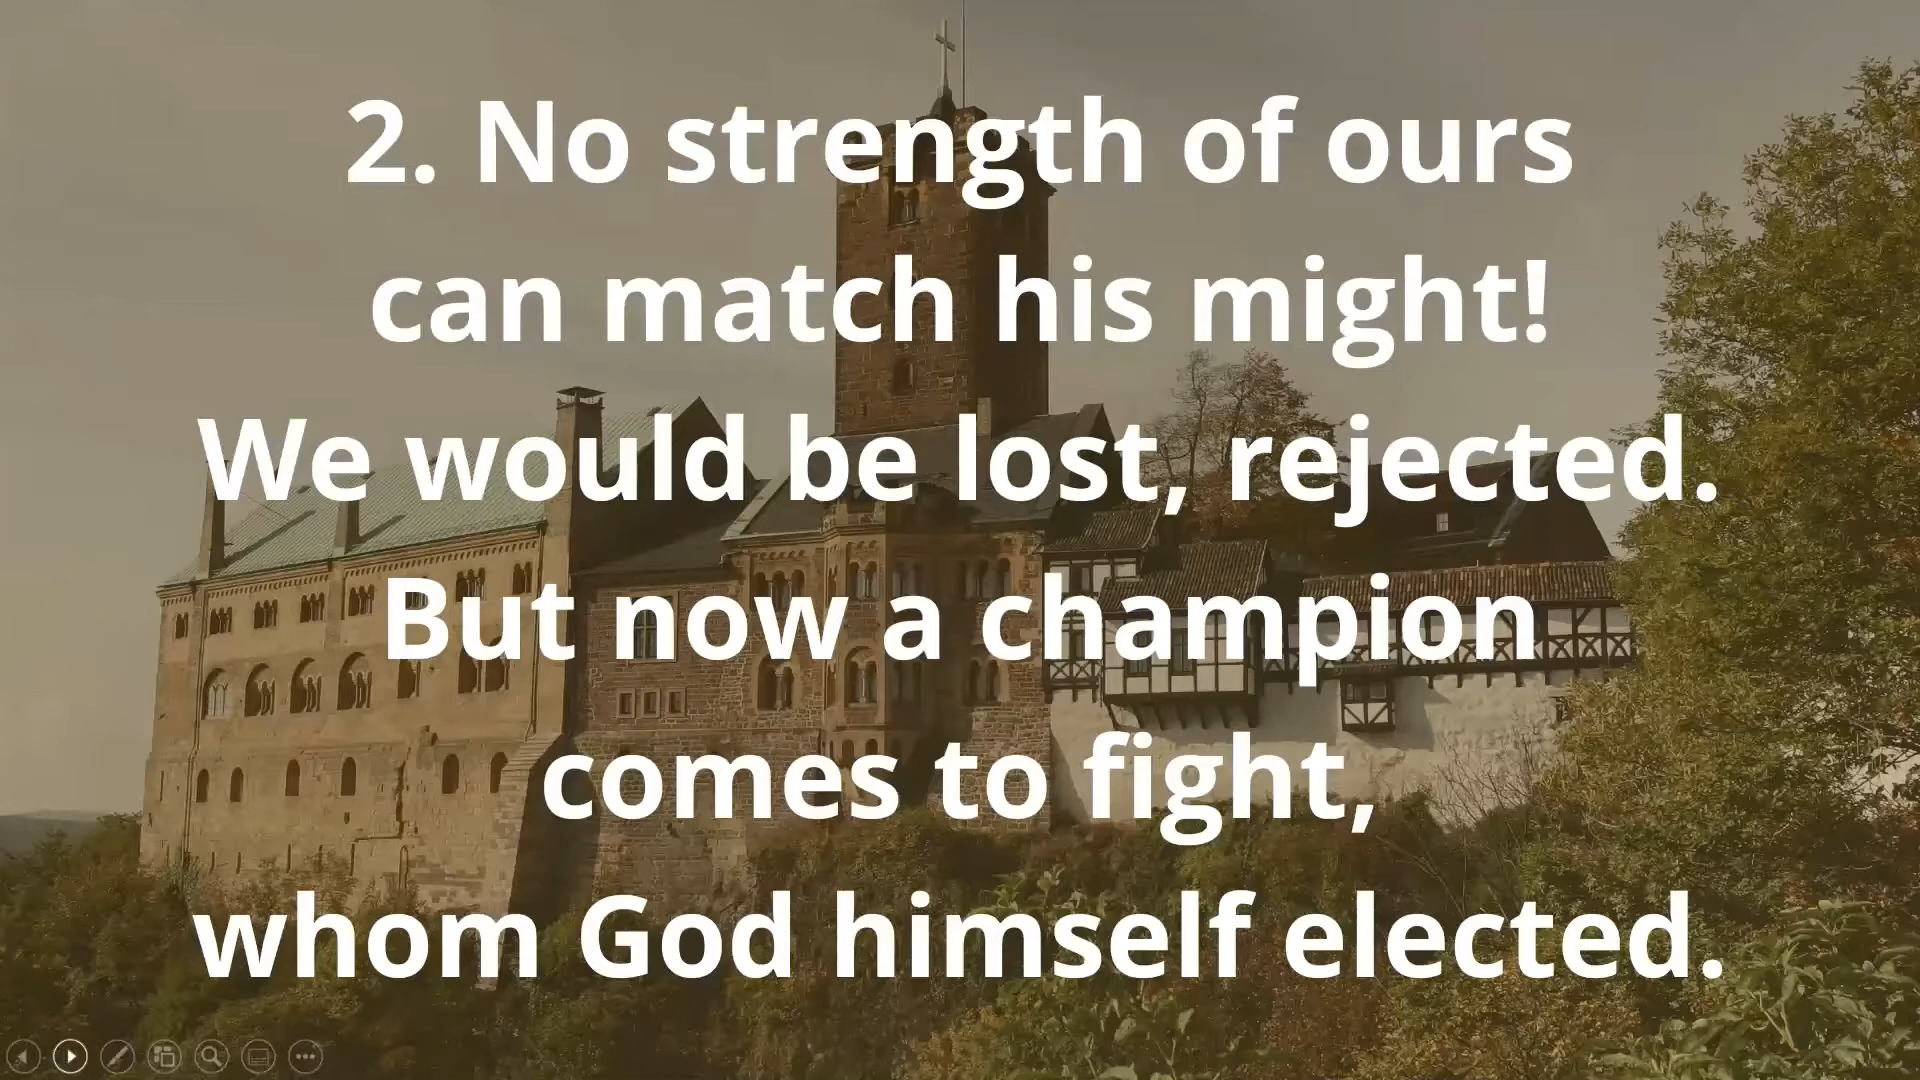 2. No strength of ours
can match his might!
We would be lost, rejected.
But now a champion
comes to fight,
whom God himself elected.